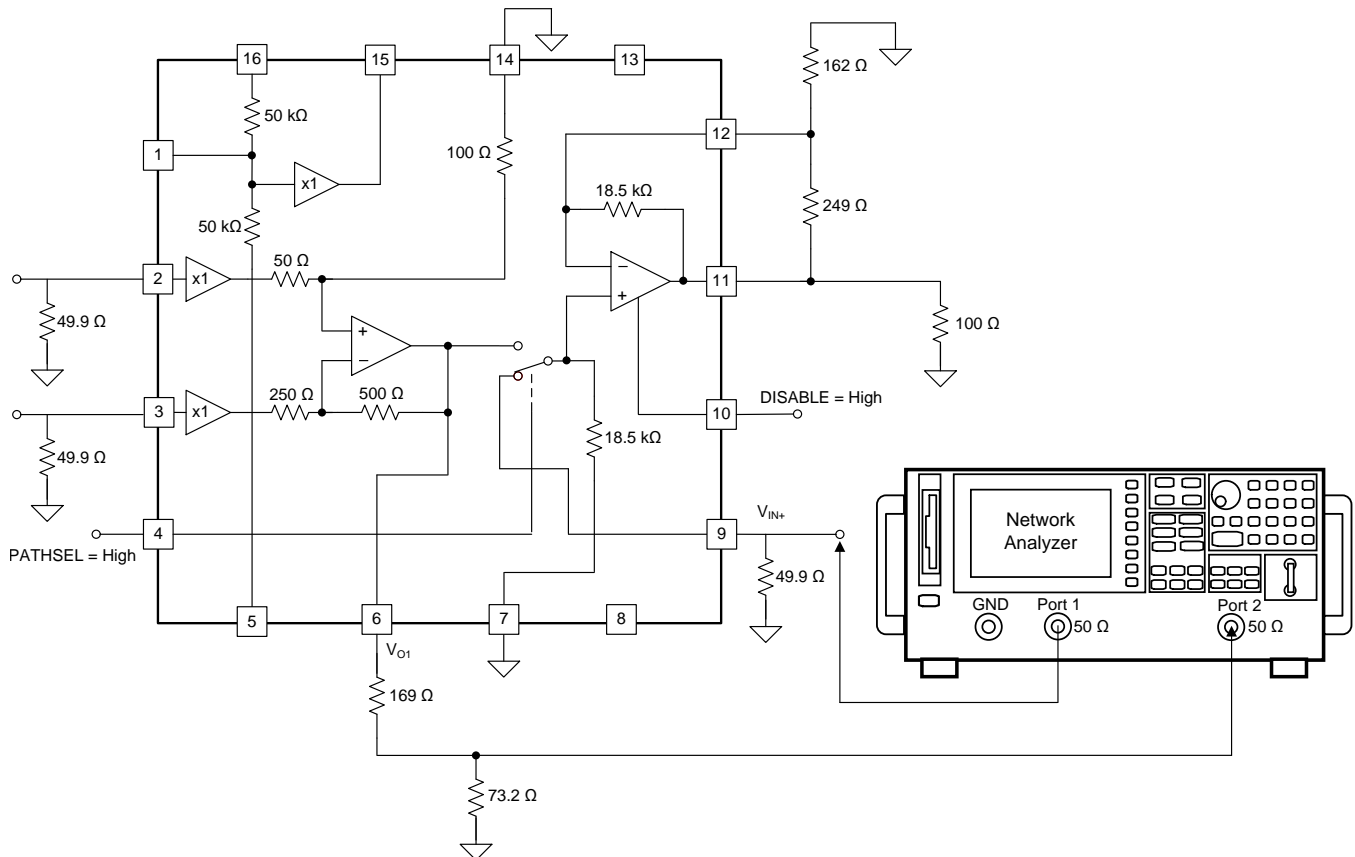 16
15
14
13
162 Ω
50 kΩ
12
1
100 Ω
x1
18.5 kΩ
249 Ω
50 kΩ
2
x1
50 Ω
−
+
11
49.9 Ω
+
−
100 Ω
3
x1
250 Ω
500 Ω
10
DISABLE = High
49.9 Ω
18.5 kΩ
4
PATHSEL = High
9
VIN+
49.9 Ω
Network
Analyzer
GND
Port 1
50 Ω
Port 2
50 Ω
5
6
7
8
VO1
169 Ω
73.2 Ω